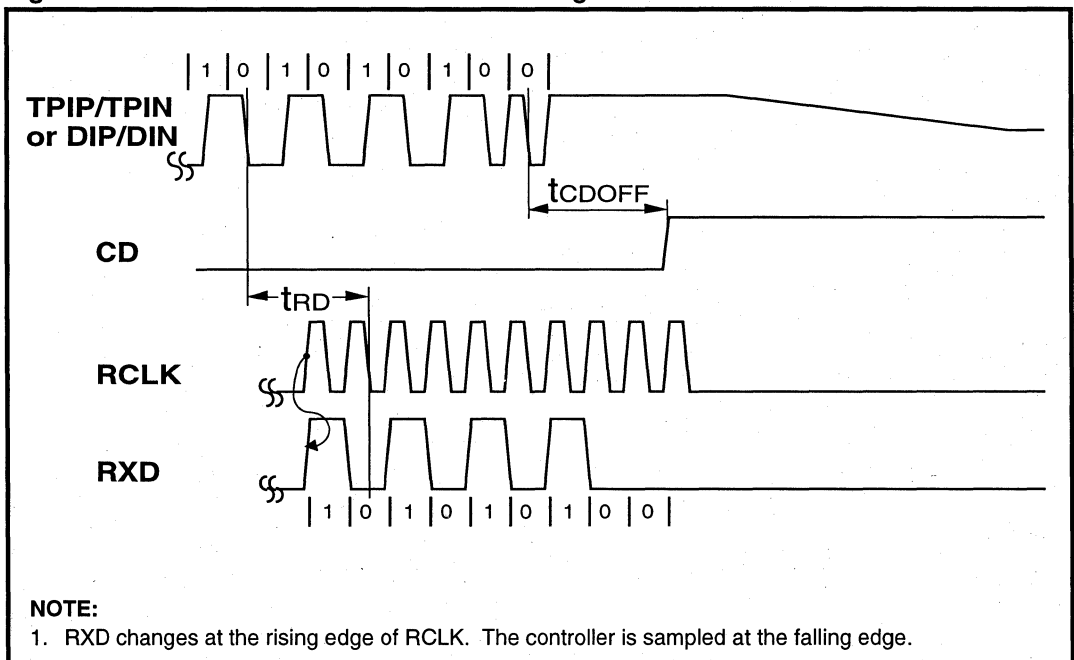 1 0 1 0 1 0 1 0 0
TPIP/TPIN
or DIP/DIN
tCDOFF
CD
tRD
RCLK
RXD
1 0 1 0 1 0 1 0 0
NOTE:
1. RXD changes at the rising edge of RCLK. The controller is sampled at the falling edge.